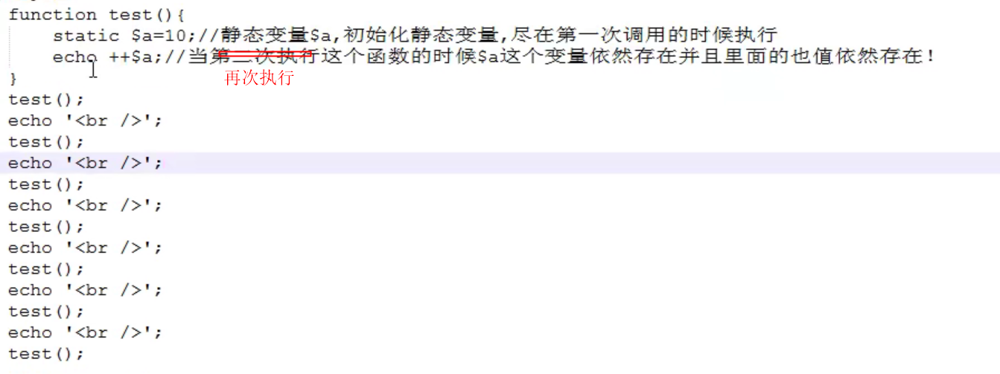 function test(){
static $a=10;//静态变量$a,初始化静态变量,尽在第一次调用的时候执行
echo ++$a;//当第二次执行这个函数的时候$a这个变量依然存在并且里面的也值依然存在!
再次执行
}
test();
echo '<br />';
test();
echo '<br />';
test();
echo '<br />';
test();
echo '<br />';
test();
echo '<br />';
test();
echo '<br />';
test();